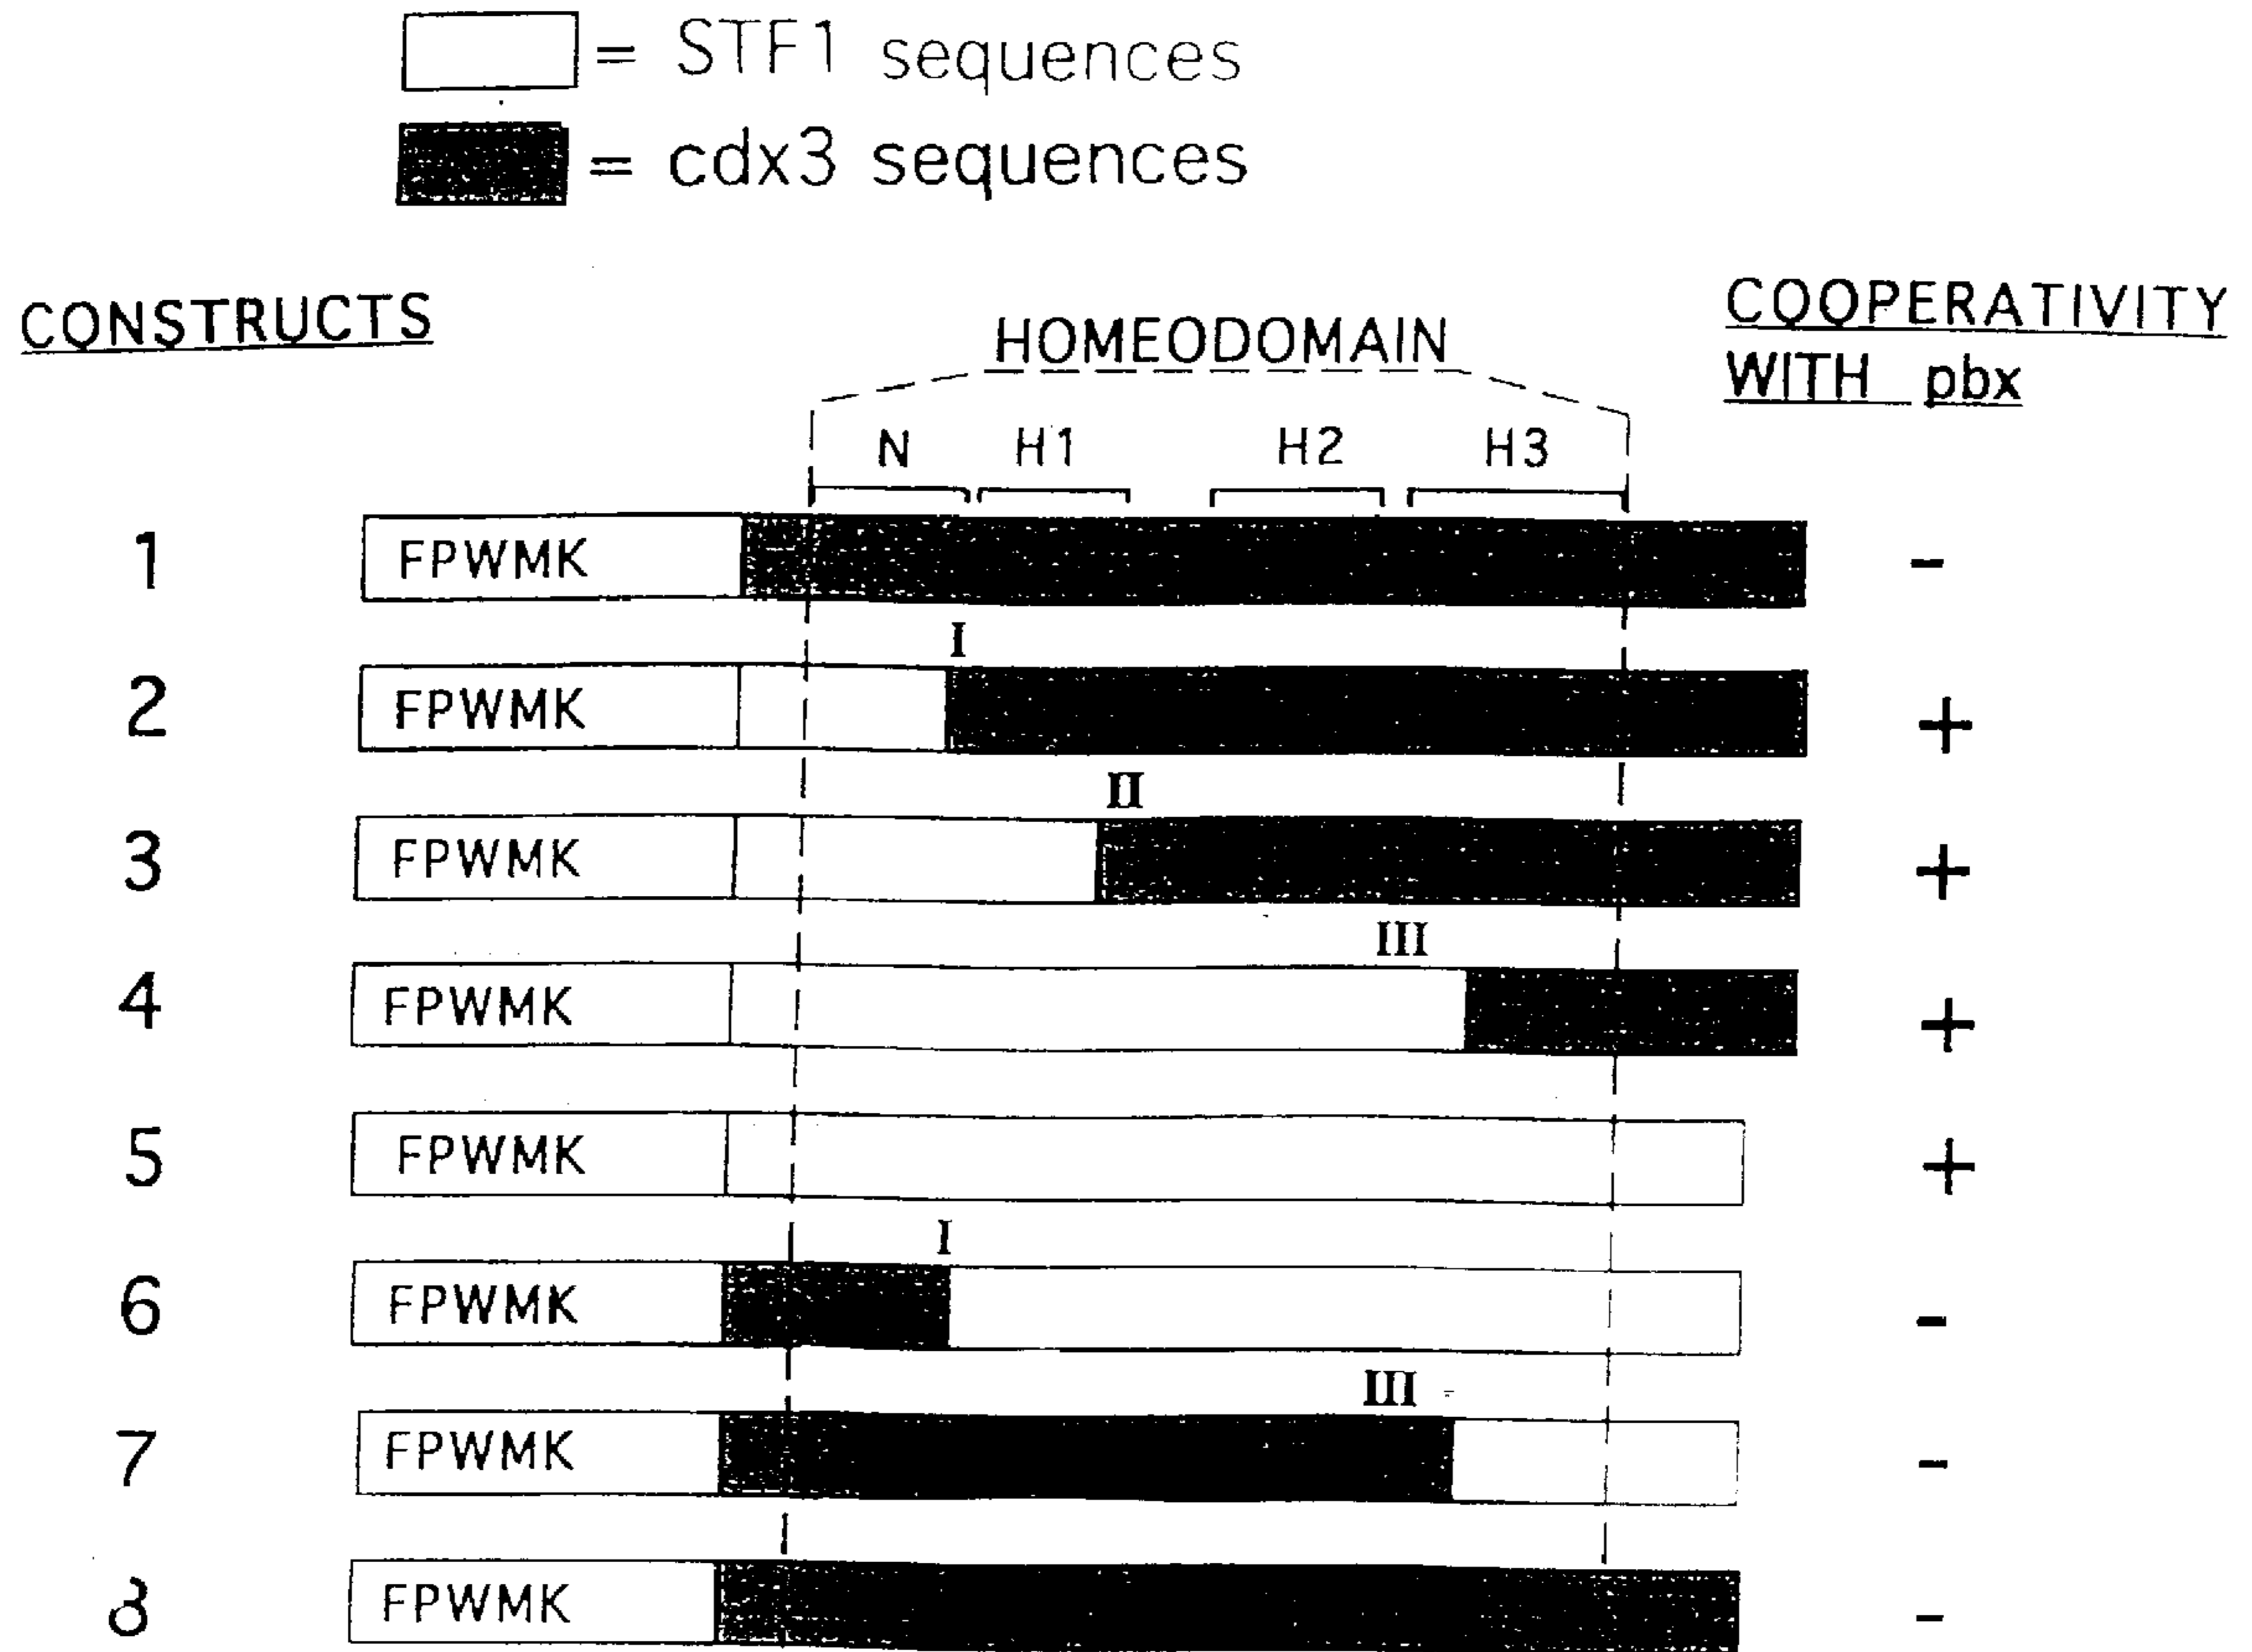 = STF1 sequences
= cdx3 sequences
CONSTRUCTS
HOMEODOMAIN
COOPERATIVITY
WITH pbx
N H1 H2 H3
1 FPWMK -
I
2 FPWMK +
II
3 FPWMK +
III
4 FPWMK +
5 FPWMK +
I
6 FPWMK -
III
7 FPWMK -
8 FPWMK -